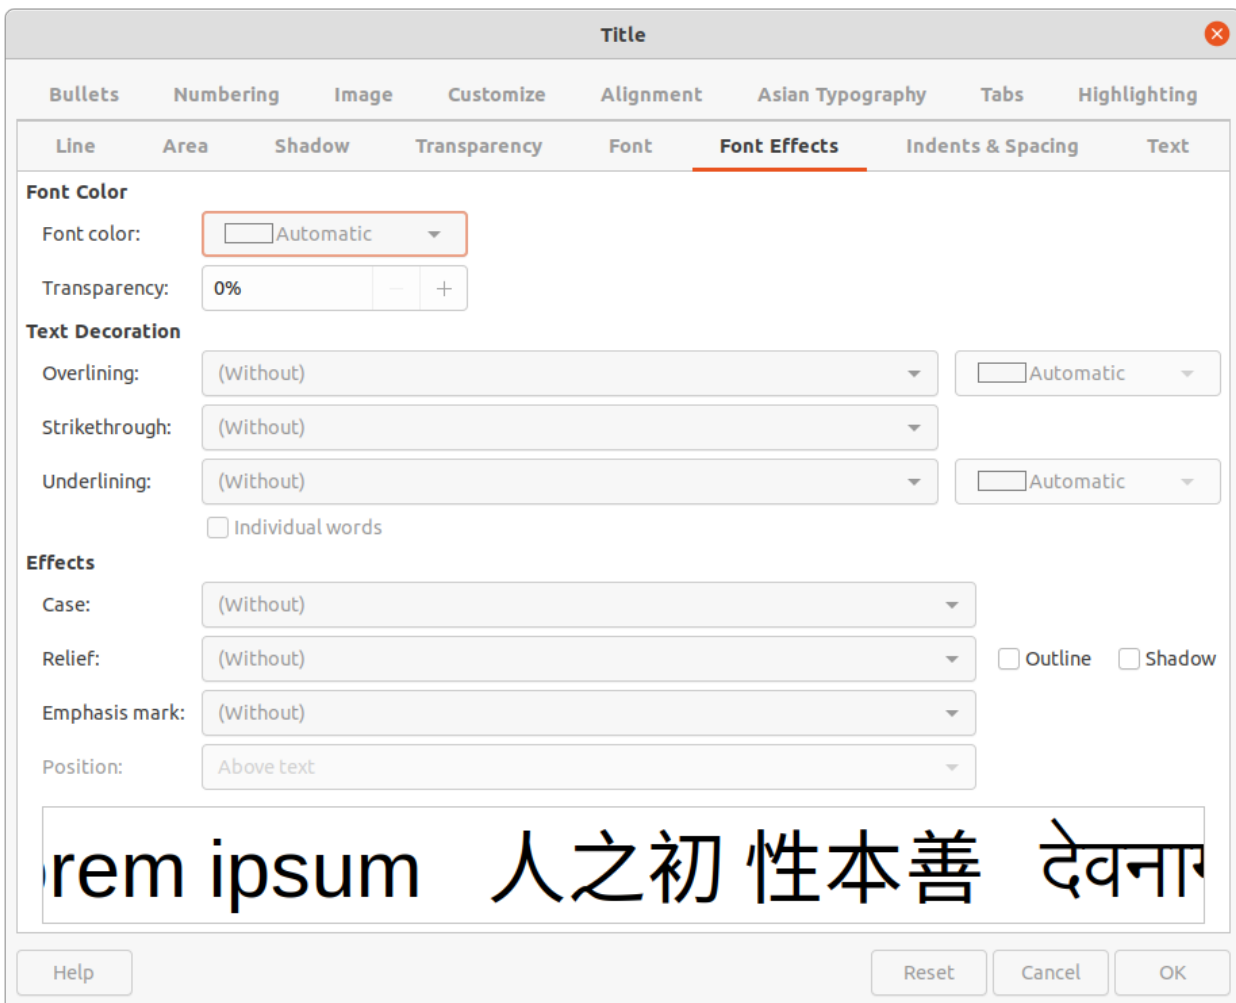 Title
Bullets Numbering Image Customize Alignment Asian Typography Tabs Highlighting
Line Area Shadow Transparency Font Font Effects Indents & Spacing Text
Font Color
Font color: Automatic
Transparency: 0%
Text Decoration
Overlining: (Without) Automatic
Strikethrough: (Without)
Underlining: (Without) Automatic
Individual words
Effects
Case: (Without)
Relief: (Without) Outline Shadow
Emphasis mark: (Without)
Position: Above text
orem ipsum 人之初 性本善 देवनाग
Help Reset Cancel OK